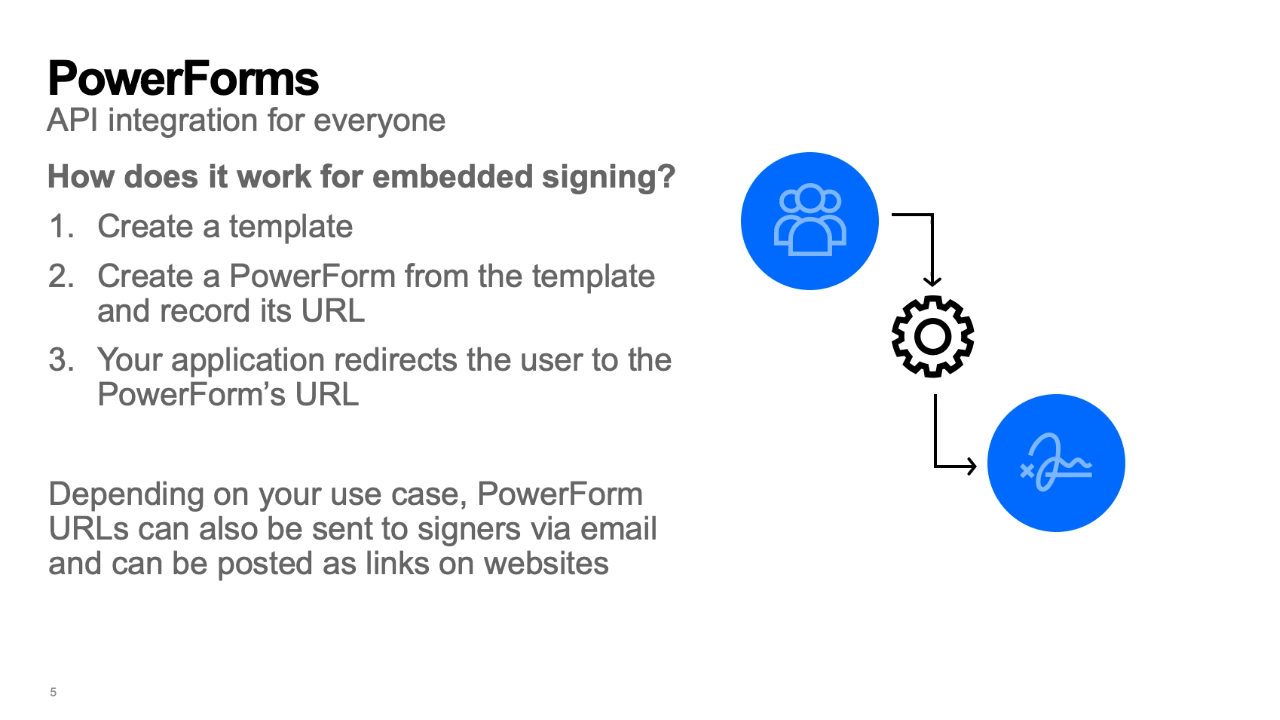 PowerForms
API integration for everyone
How does it work for embedded signing?
1. Create a template
2. Create a PowerForm from the template
and record its URL
3. Your application redirects the user to the
PowerForm’s URL
Depending on your use case, PowerForm
URLs can also be sent to signers via email
and can be posted as links on websites
5